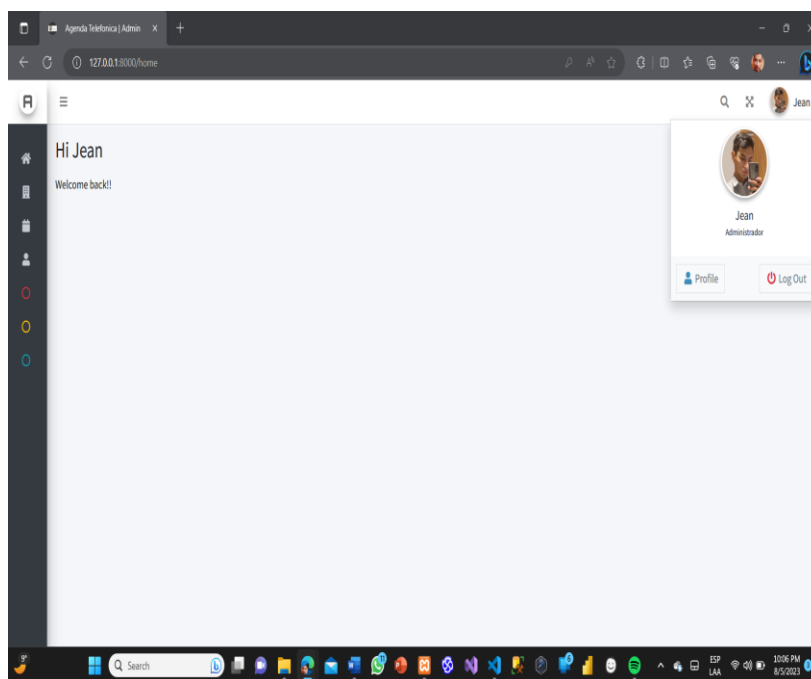 Agenda Telefonica | Admin
127.0.0.1:8000/home
A
Jean
Hi Jean
Welcome back!!
Jean
Administrador
Profile
Log Out
9°
Search
ESP
LAA
10:06 PM
8/5/2023